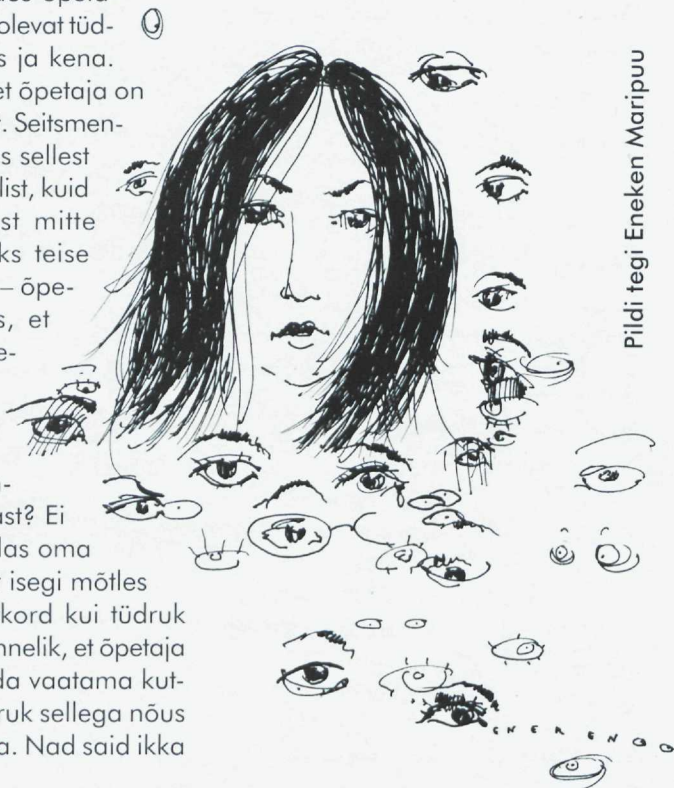 olevat tüd-
s ja kena.
et õpetaja on
. Seitsmen-
s sellest
list, kuid
st mitte
ks teise
– õpe-
s, et
e-
ast? Ei
las oma
isegi mõtles
kord kui tüdruk
nnelik, et õpetaja
da vaatama kut-
ruk sellega nõus
a. Nad said ikka
Pildi tegi Eneken Maripuu